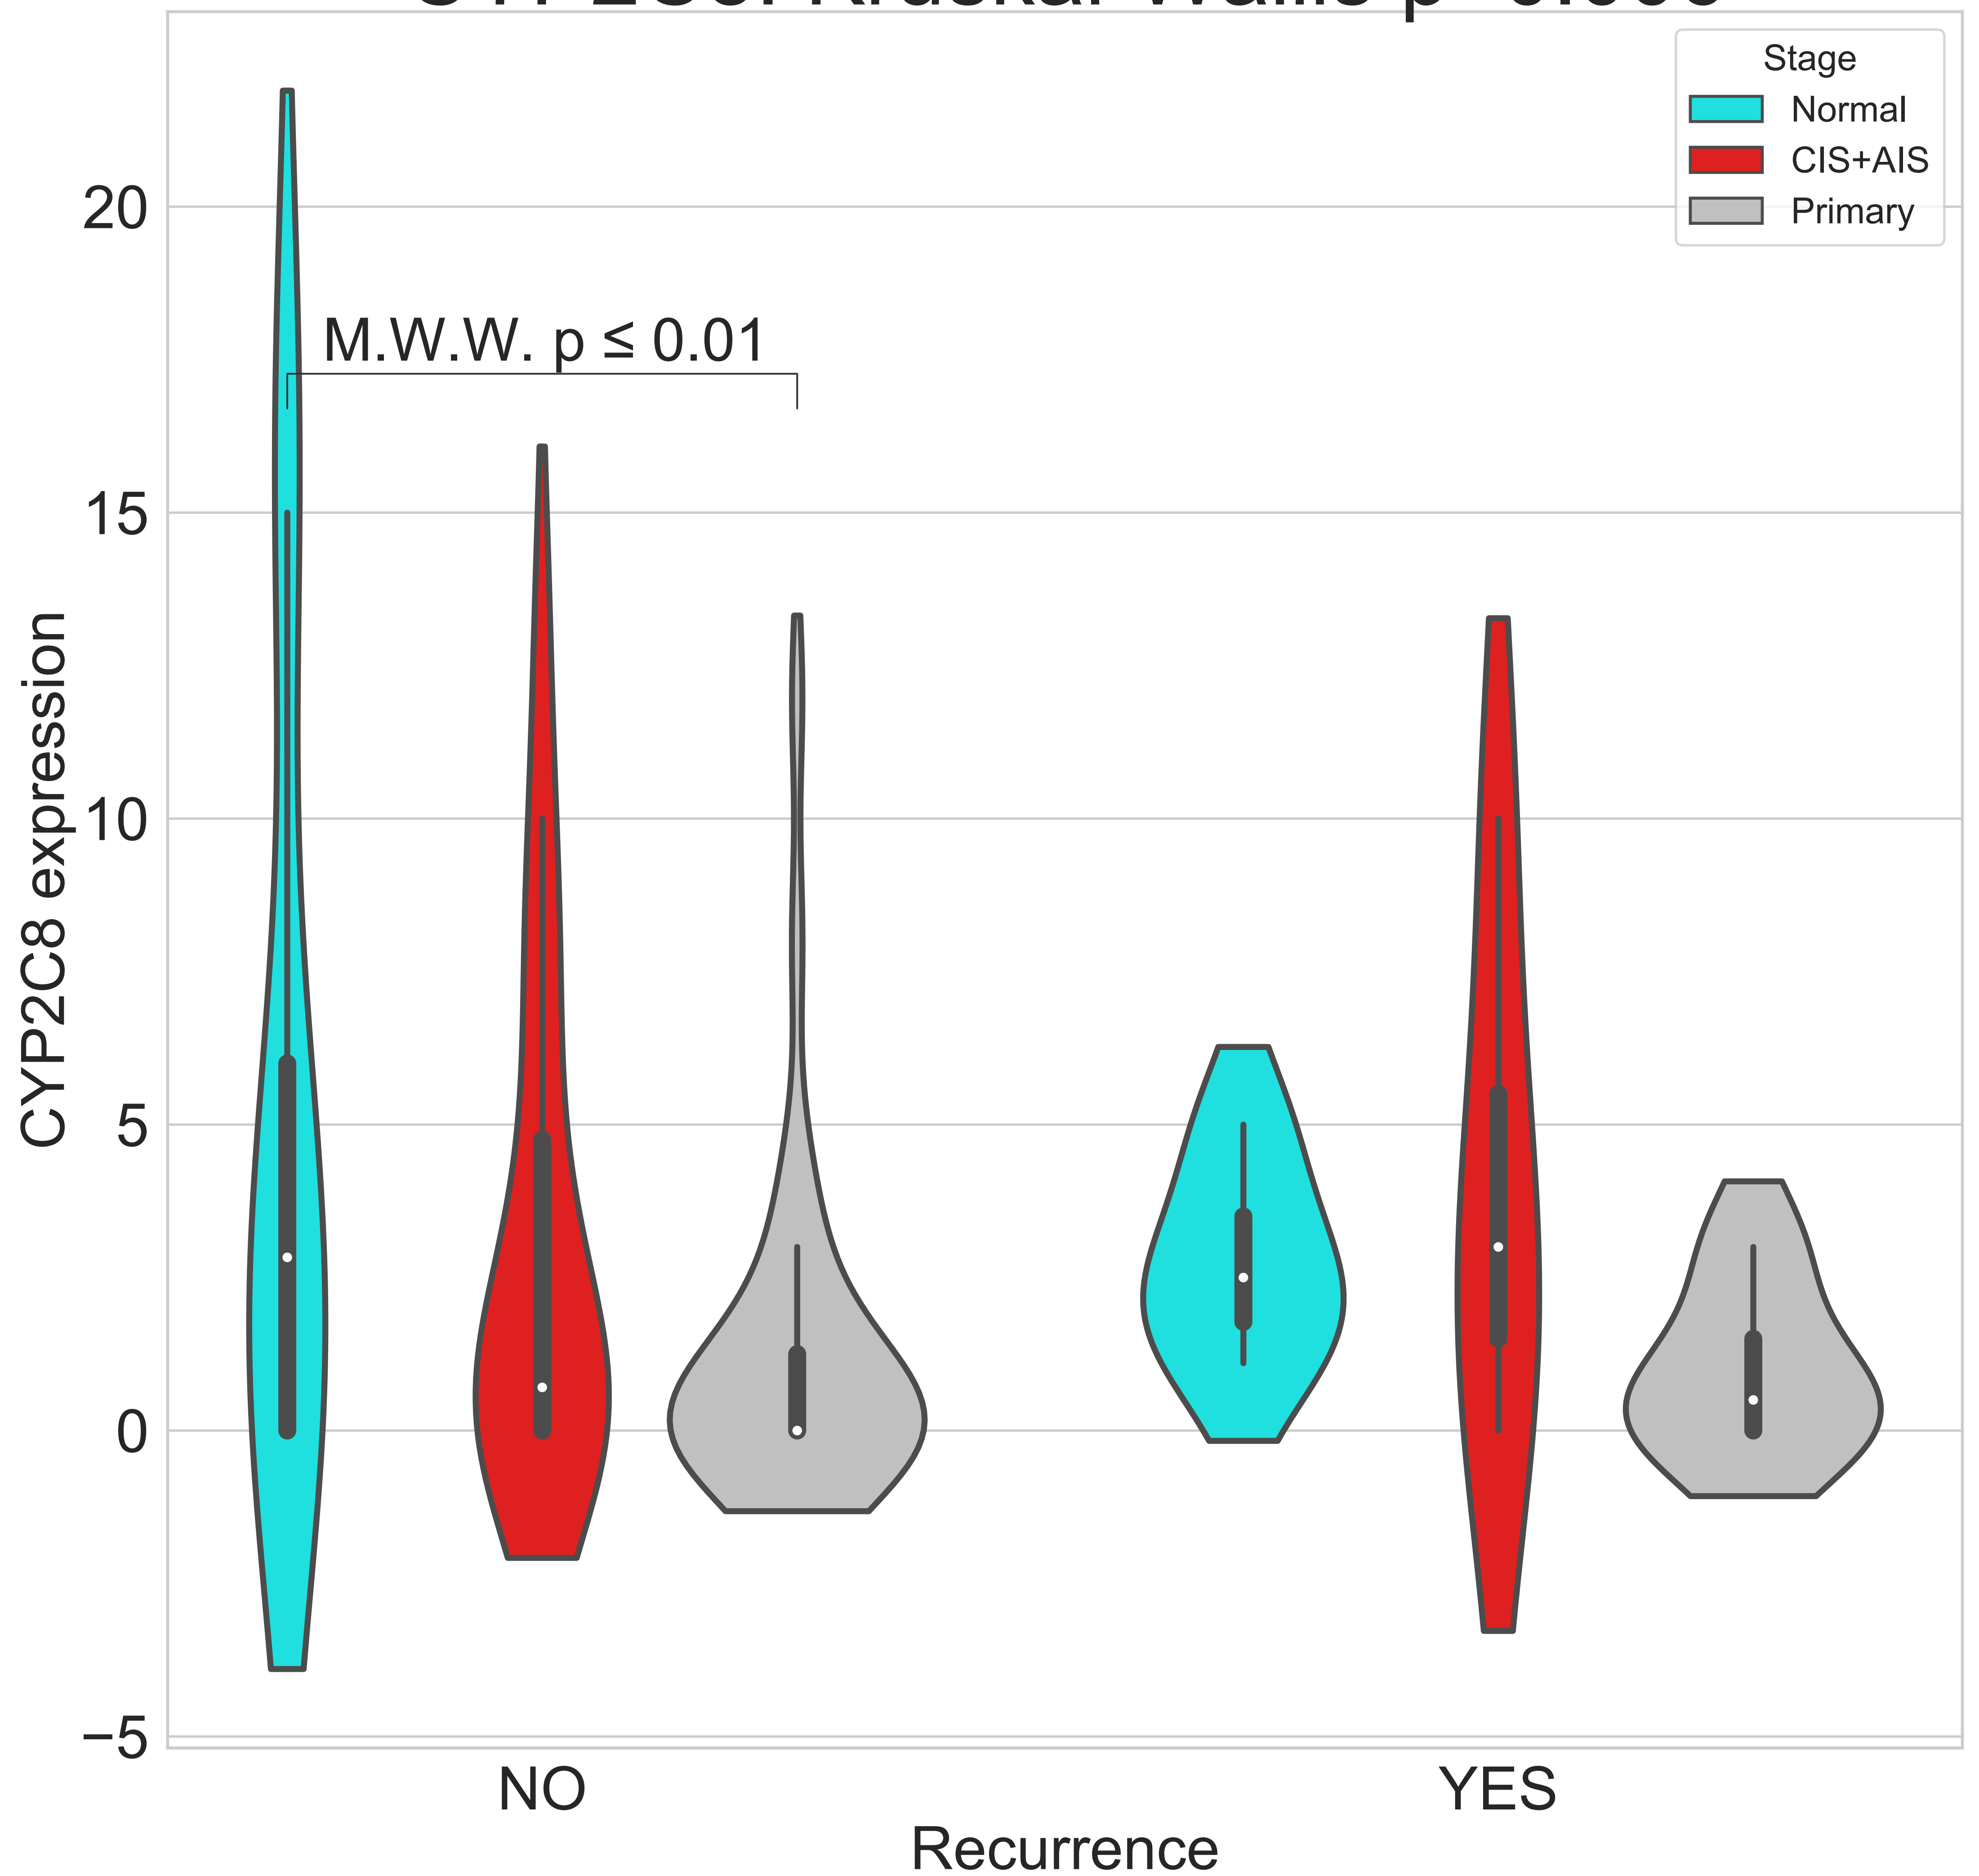 Stage
Normal
CIS+AIS
Primary
M.W.W. p ≤ 0.01
CYP2C8 expression
20
15
10
5
0
−5
NO
YES
Recurrence